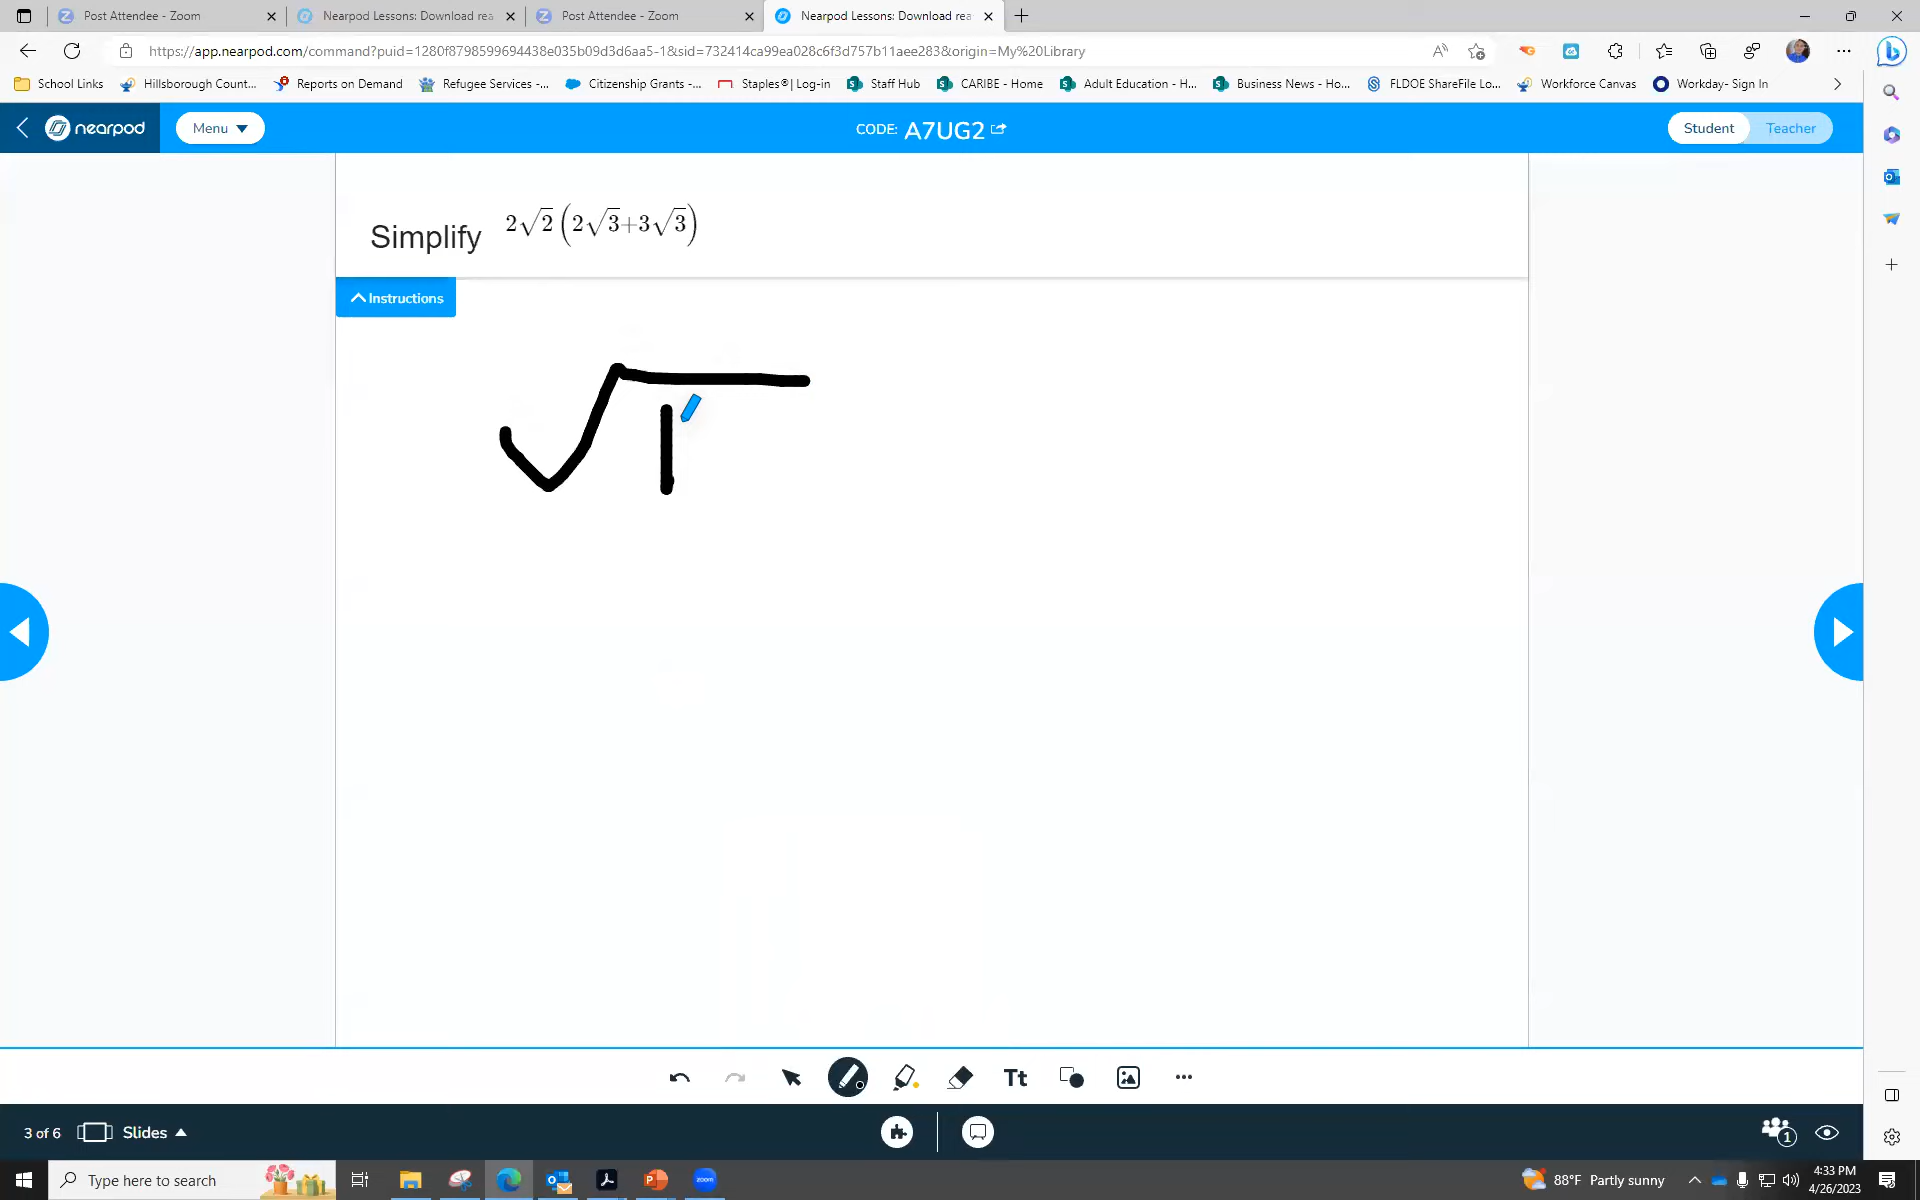 Post Attendee - Zoom
Nearpod Lessons: Download rea
Post Attendee - Zoom
Nearpod Lessons: Download rea
https://app.nearpod.com/command?puid=1280f8798599694438e035b09d3d6aa5-1&sid=732414ca99ea028c6f3d757b11aee283&origin=My%20Library
School Links
Hillsborough Count...
Reports on Demand
Refugee Services -...
Citizenship Grants -...
Staples®| Log-in
Staff Hub
CARIBE - Home
Adult Education - H...
Business News - Ho...
FLDOE ShareFile Lo...
Workforce Canvas
Workday- Sign In
nearpod
Menu
CODE: A7UG2
Student
Teacher
Simplify 2√2(2√3+3√3)
Instructions
√1
Tt
3 of 6
Slides
1
Type here to search
zoom
88°F Partly sunny
4:33 PM
4/26/2023